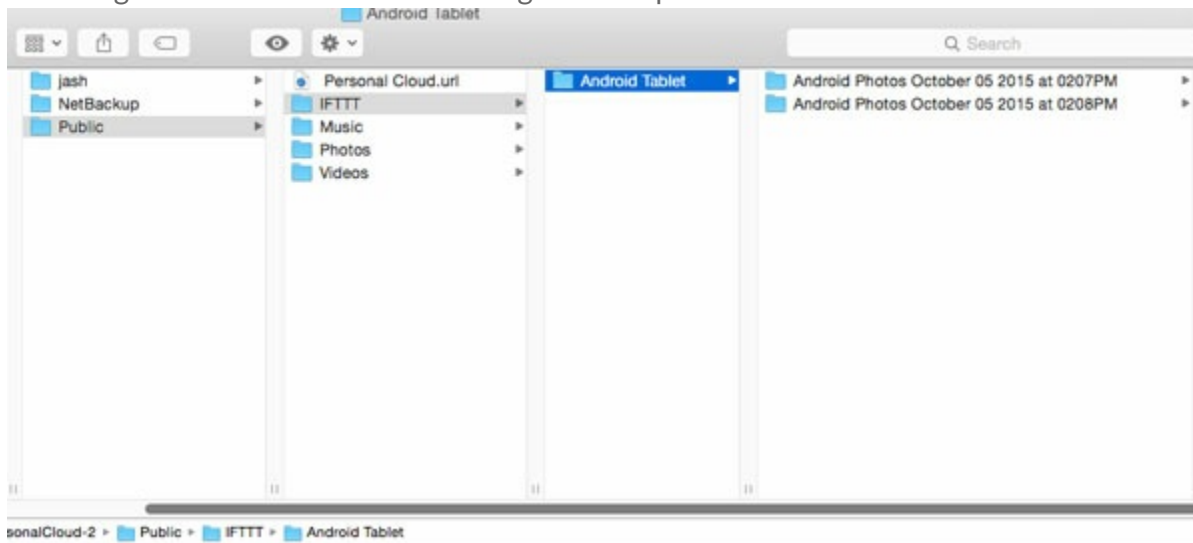 Android Tablet
Search
jash
NetBackup
Public
Personal Cloud.url
IFTTT
Music
Photos
Videos
Android Tablet
Android Photos October 05 2015 at 0207PM
Android Photos October 05 2015 at 0208PM
sonalCloud-2 Public IFTTT Android Tablet